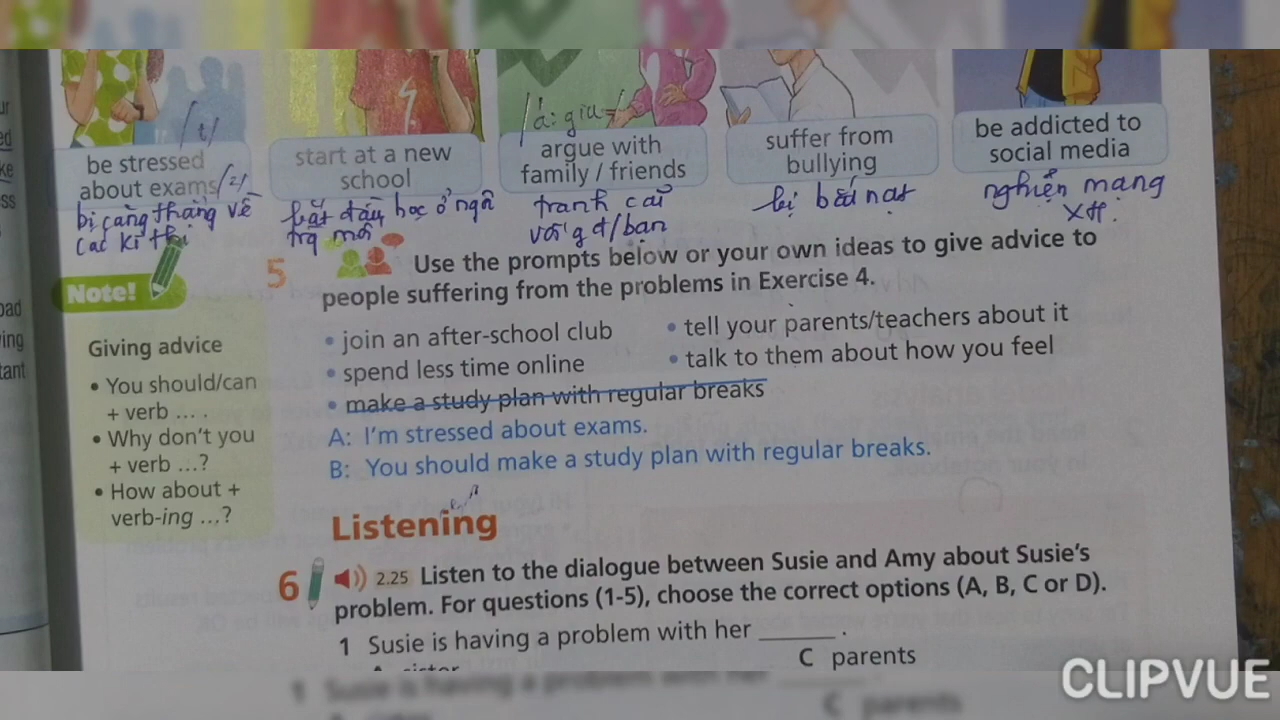 /t/
be stressed
about exams /z/
bị căng thẳng về
các kì thi
start at a new
school
bắt đầu học ở ngôi
trg mới
argue with
family / friends
tranh cãi
với gđ/bạn
suffer from
bullying
bị bắt nạt
be addicted to
social media
nghiện mạng
XH.
5 Use the prompts below or your own ideas to give advice to
people suffering from the problems in Exercise 4.
• join an after-school club
• tell your parents/teachers about it
• spend less time online
• talk to them about how you feel
• make a study plan with regular breaks
A: I'm stressed about exams.
B: You should make a study plan with regular breaks.
Note!
Giving advice
• You should/can
+ verb ... .
• Why don't you
+ verb ...?
• How about +
verb-ing ...?
Listening
6 2.25 Listen to the dialogue between Susie and Amy about Susie's
problem. For questions (1-5), choose the correct options (A, B, C or D).
1 Susie is having a problem with her ______ .
A sister
C parents
CLIPVUE